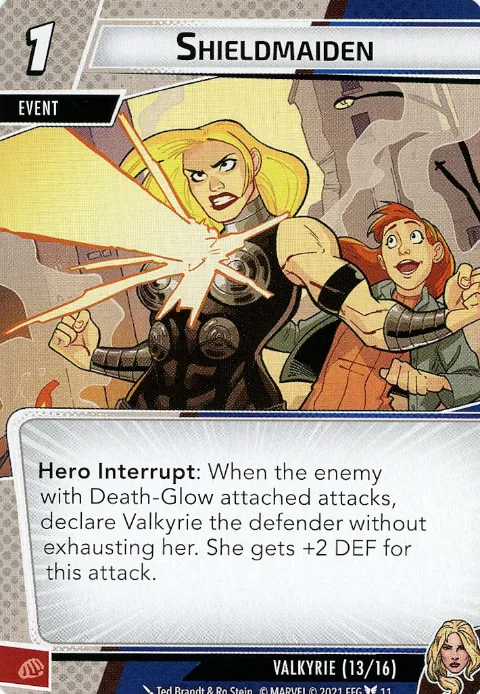 1
SHIELDMAIDEN
EVENT
Hero Interrupt: When the enemy
with Death-Glow attached attacks,
declare Valkyrie the defender without
exhausting her. She gets +2 DEF for
this attack.
VALKYRIE (13/16)
Ted Brandt & Ro Stein. © MARVEL © 2021 FFG 11